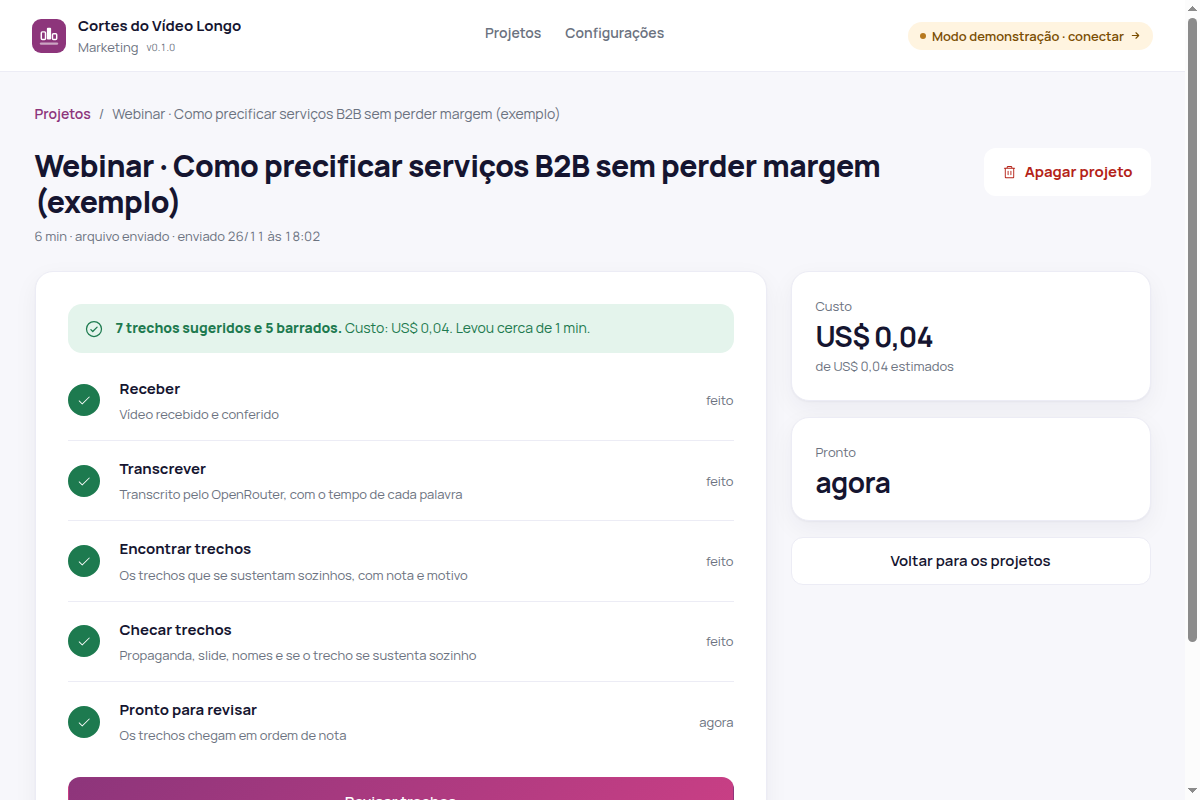 Cortes do Vídeo Longo
Marketing v0.1.0
Projetos
Configurações
Modo demonstração · conectar →
Projetos / Webinar · Como precificar serviços B2B sem perder margem (exemplo)
Webinar · Como precificar serviços B2B sem perder margem
(exemplo)
Apagar projeto
6 min · arquivo enviado · enviado 26/11 às 18:02
7 trechos sugeridos e 5 barrados. Custo: US$ 0,04. Levou cerca de 1 min.
Receber
Vídeo recebido e conferido
feito
Transcrever
Transcrito pelo OpenRouter, com o tempo de cada palavra
feito
Encontrar trechos
Os trechos que se sustentam sozinhos, com nota e motivo
feito
Checar trechos
Propaganda, slide, nomes e se o trecho se sustenta sozinho
feito
Pronto para revisar
Os trechos chegam em ordem de nota
agora
Revisar trechos
Custo
US$ 0,04
de US$ 0,04 estimados
Pronto
agora
Voltar para os projetos